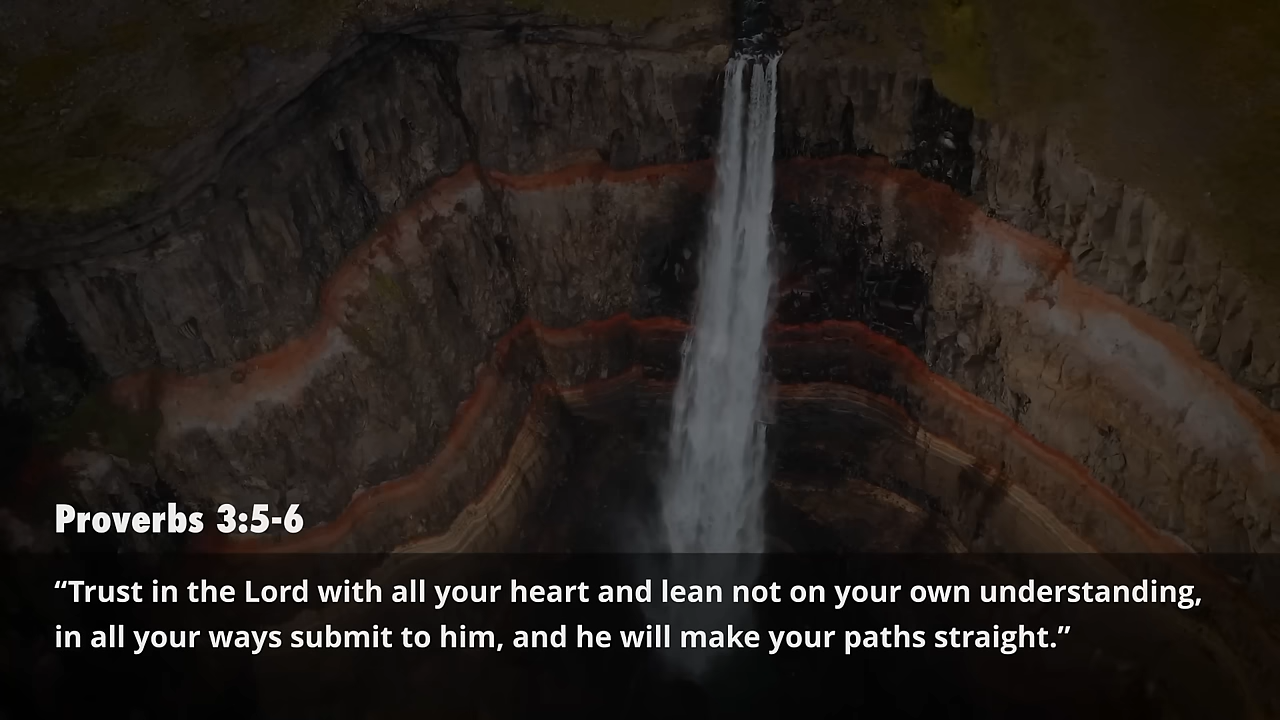 Proverbs 3:5-6
“Trust in the Lord with all your heart and lean not on your own understanding,
in all your ways submit to him, and he will make your paths straight.”